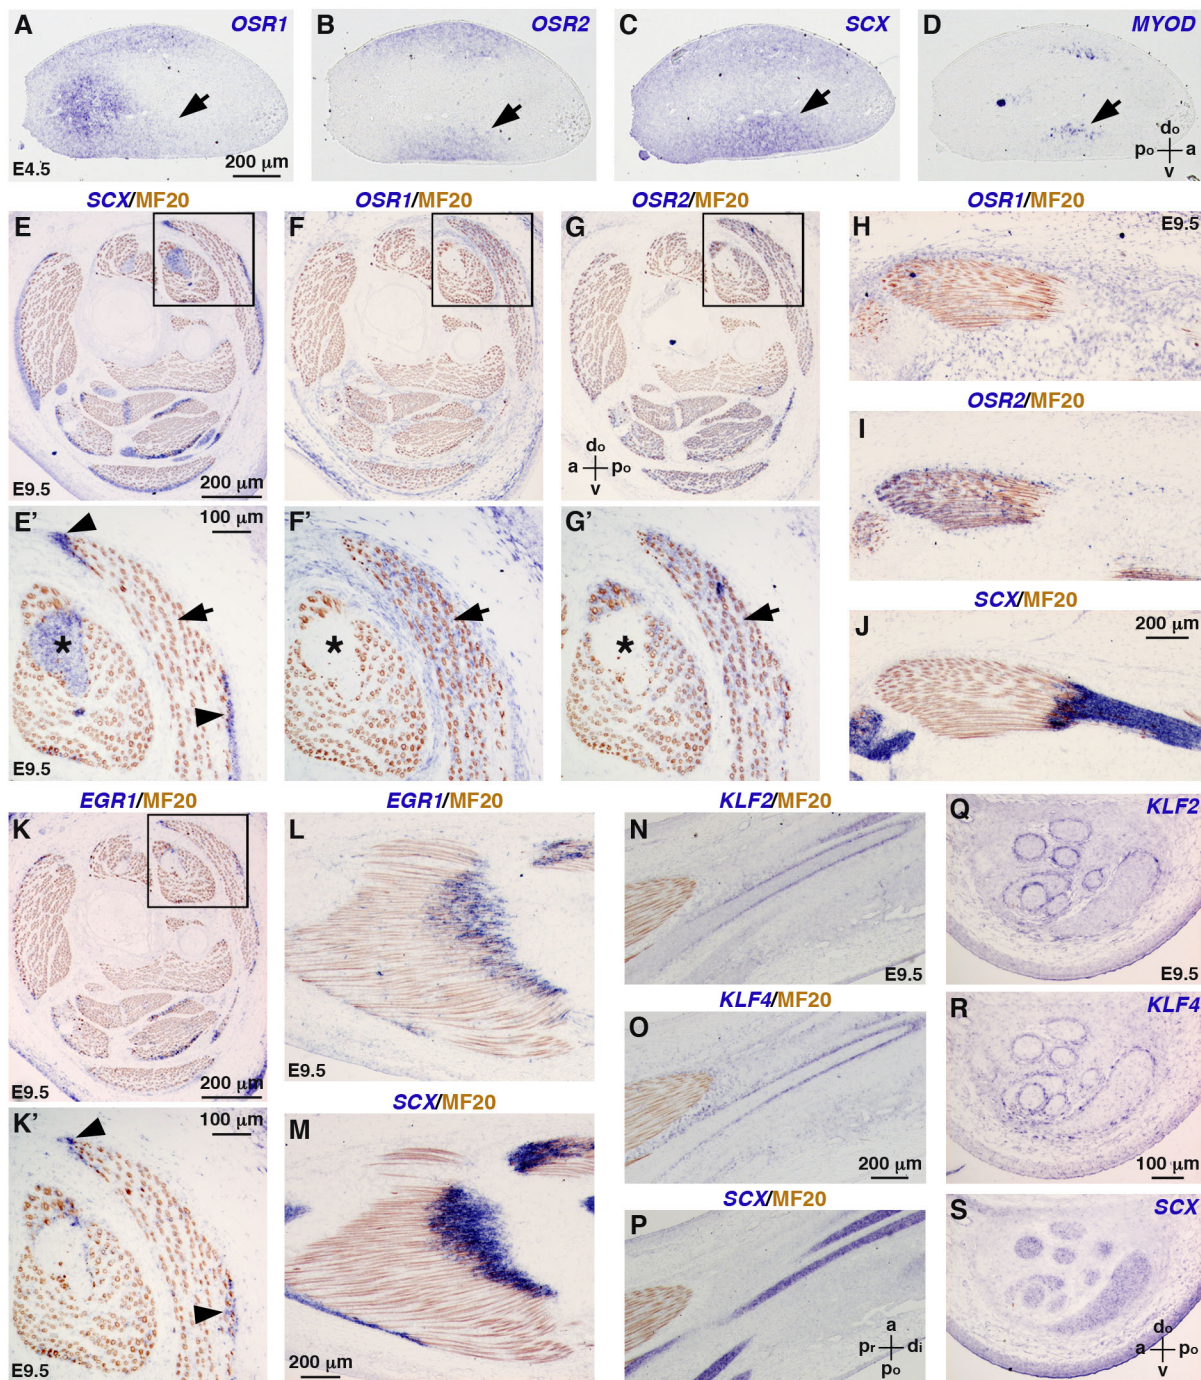 A OSR1
B OSR2
C SCX
D MYOD
E4.5 200 µm
do
po a
v
SCX/MF20 OSR1/MF20 OSR2/MF20 OSR1/MF20
E F G H E9.5
OSR2/MF20
I
do
a po
v
E9.5 200 µm
E' 100 µm F' G'
SCX/MF20
J 200 µm
* * *
E9.5
EGR1/MF20 EGR1/MF20 KLF2/MF20 KLF2
K L N Q
E9.5 E9.5
KLF4/MF20 KLF4
O R
E9.5 200 µm E9.5
K' 100 µm
SCX/MF20
M
200 µm 100 µm
SCX/MF20 SCX
P S
a
pr di
po
do
a po
v
E9.5 200 µm